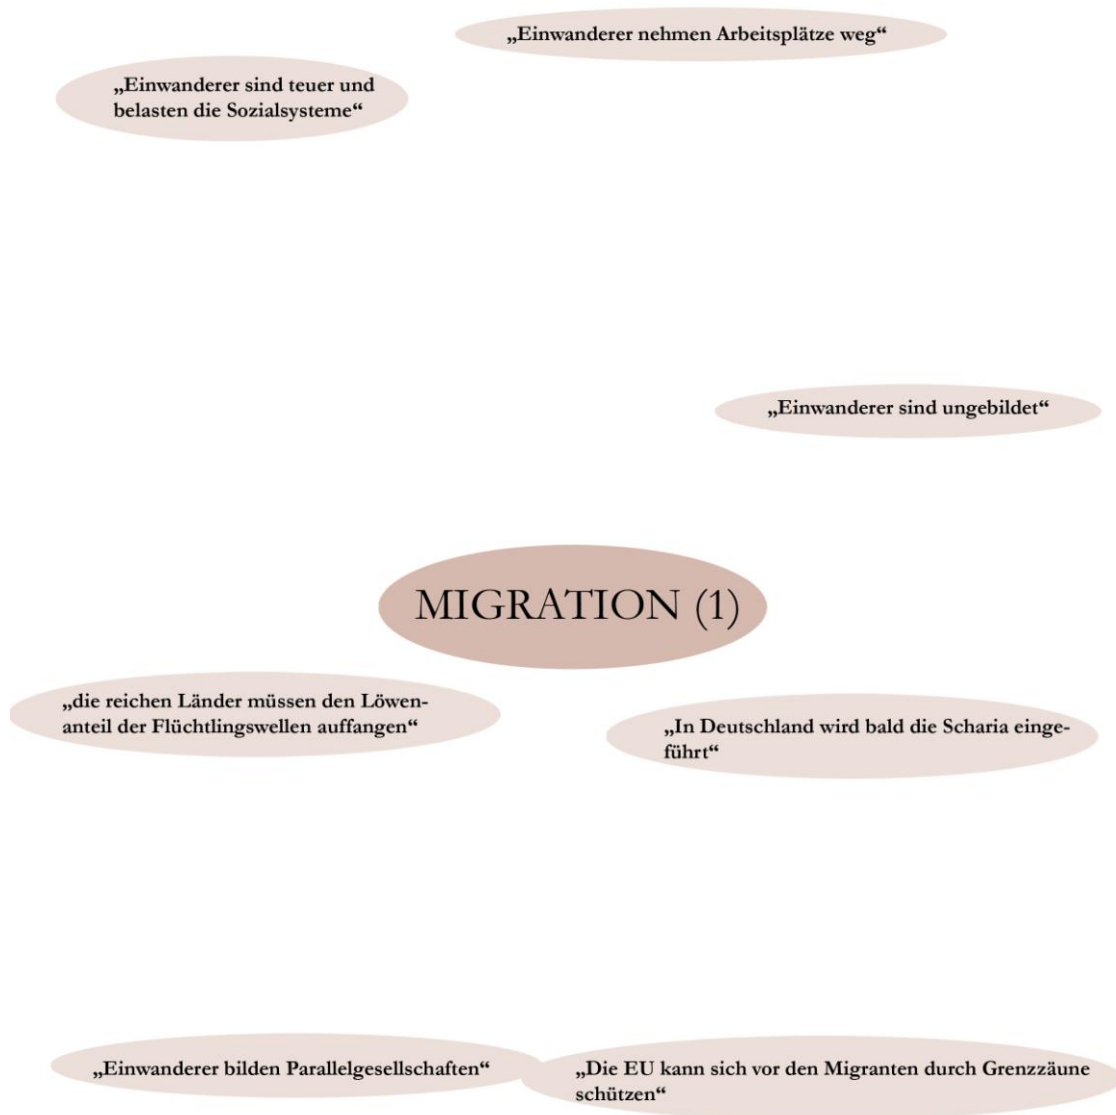 „Einwanderer nehmen Arbeitsplätze weg“
„Einwanderer sind teuer und
belasten die Sozialsysteme“
„Einwanderer sind ungebildet“
MIGRATION (1)
„die reichen Länder müssen den Löwen-
anteil der Flüchtlingswellen auffangen“
„In Deutschland wird bald die Scharia einge-
führt“
„Einwanderer bilden Parallelgesellschaften“
„Die EU kann sich vor den Migranten durch Grenzzäune
schützen“